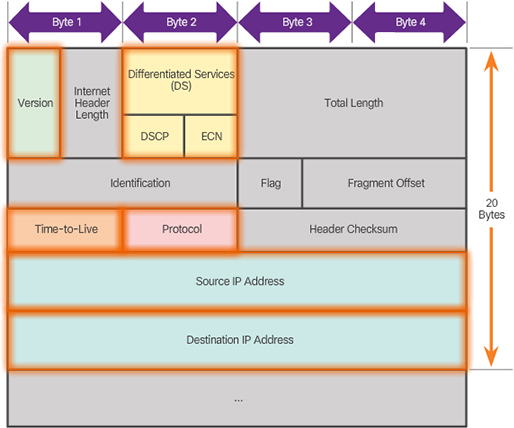 Byte 1
Byte 2
Byte 3
Byte 4
Version
Internet
Header
Length
Differentiated Services
(DS)
DSCP
ECN
Total Length
Identification
Flag
Fragment Offset
Time-to-Live
Protocol
Header Checksum
Source IP Address
Destination IP Address
...
20
Bytes